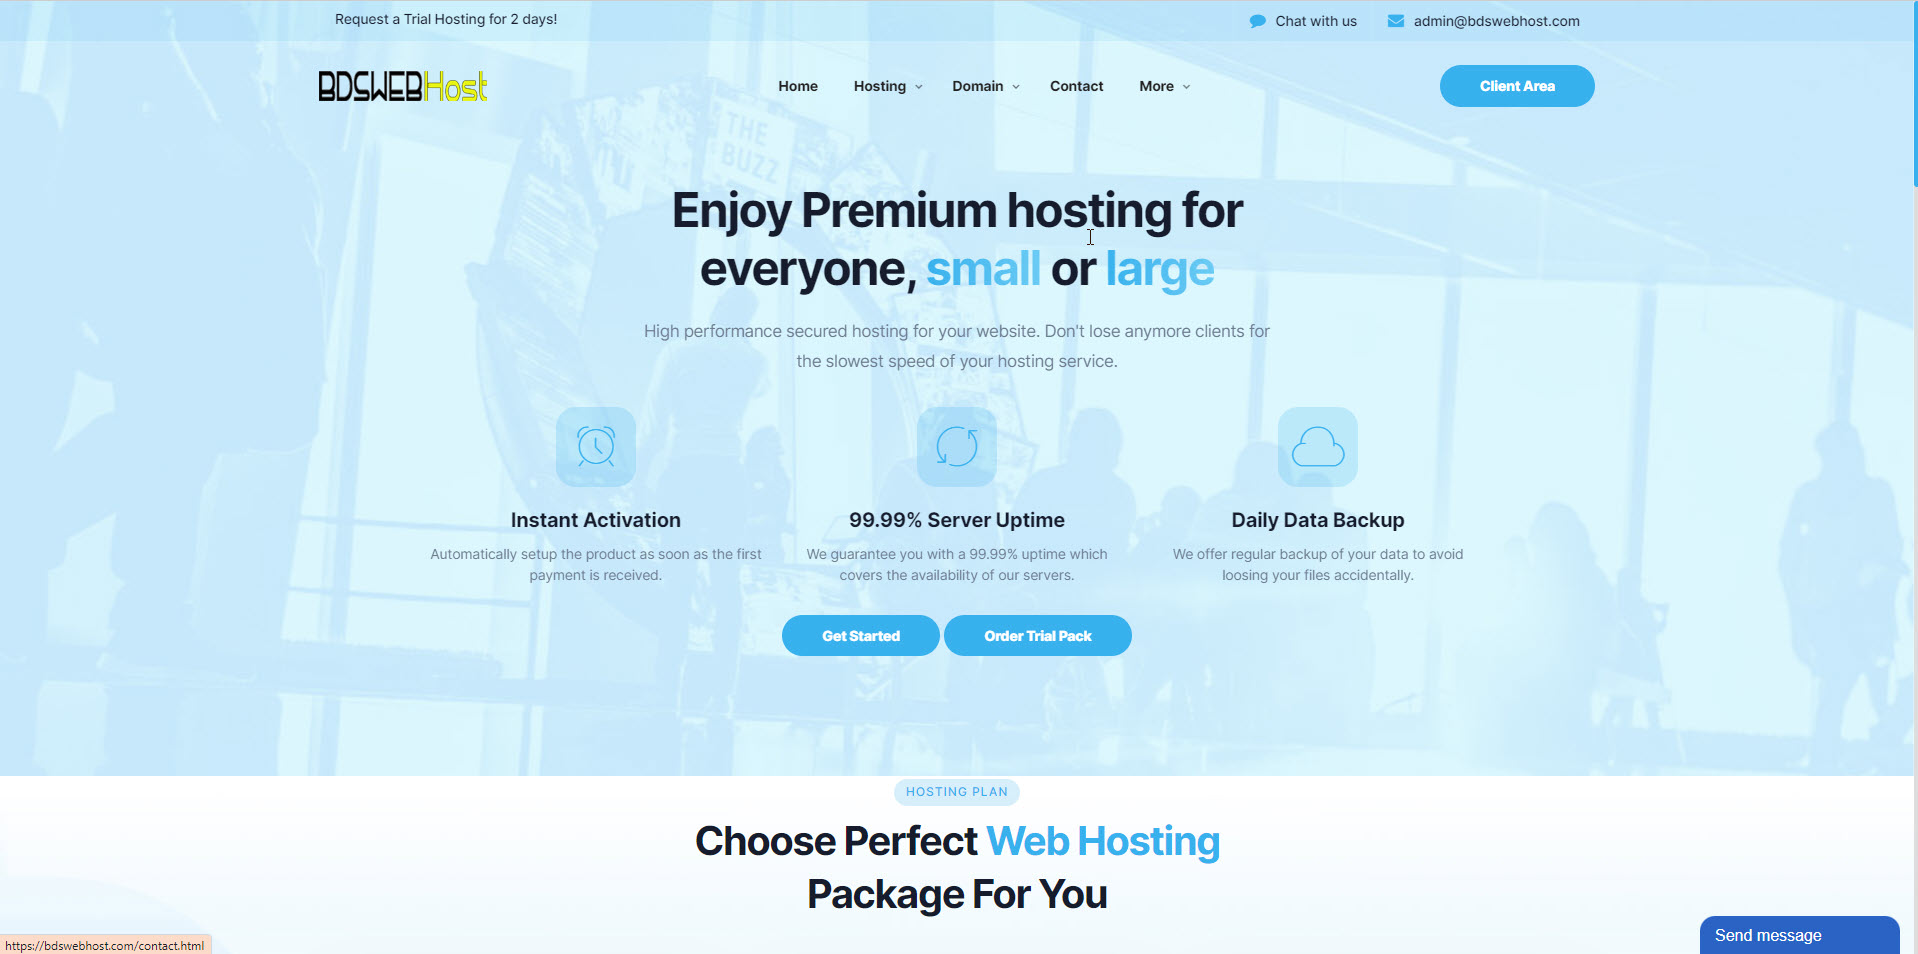 Request a Trial Hosting for 2 days!
Chat with us
admin@bdswebhost.com
BDSWEBHost
Home
Hosting
Domain
Contact
More
Client Area
THE
BUZZ
Enjoy Premium hosting for
everyone, small or large
High performance secured hosting for your website. Don't lose anymore clients for
the slowest speed of your hosting service.
Instant Activation
Automatically setup the product as soon as the first
payment is received.
99.99% Server Uptime
We guarantee you with a 99.99% uptime which
covers the availability of our servers.
Daily Data Backup
We offer regular backup of your data to avoid
loosing your files accidentally.
Get Started
Order Trial Pack
HOSTING PLAN
Choose Perfect Web Hosting
Package For You
https://bdswebhost.com/contact.html
Send message